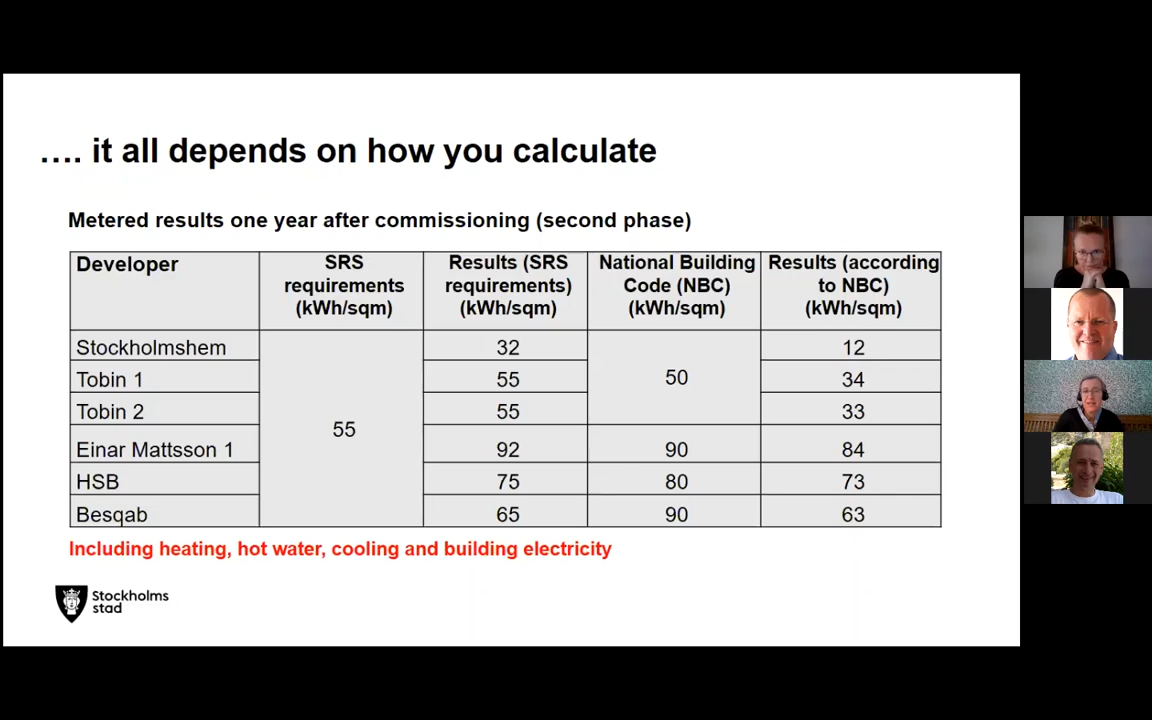 .... it all depends on how you calculate
Metered results one year after commissioning (second phase)
Developer
SRS
requirements
(kWh/sqm)
Results (SRS
requirements)
(kWh/sqm)
National Building
Code (NBC)
(kWh/sqm)
Results (according
to NBC)
(kWh/sqm)
Stockholmshem 32 12
Tobin 1 55 50 34
Tobin 2 55 33
55
Einar Mattsson 1 92 90 84
HSB 75 80 73
Besqab 65 90 63
Including heating, hot water, cooling and building electricity
Stockholms
stad